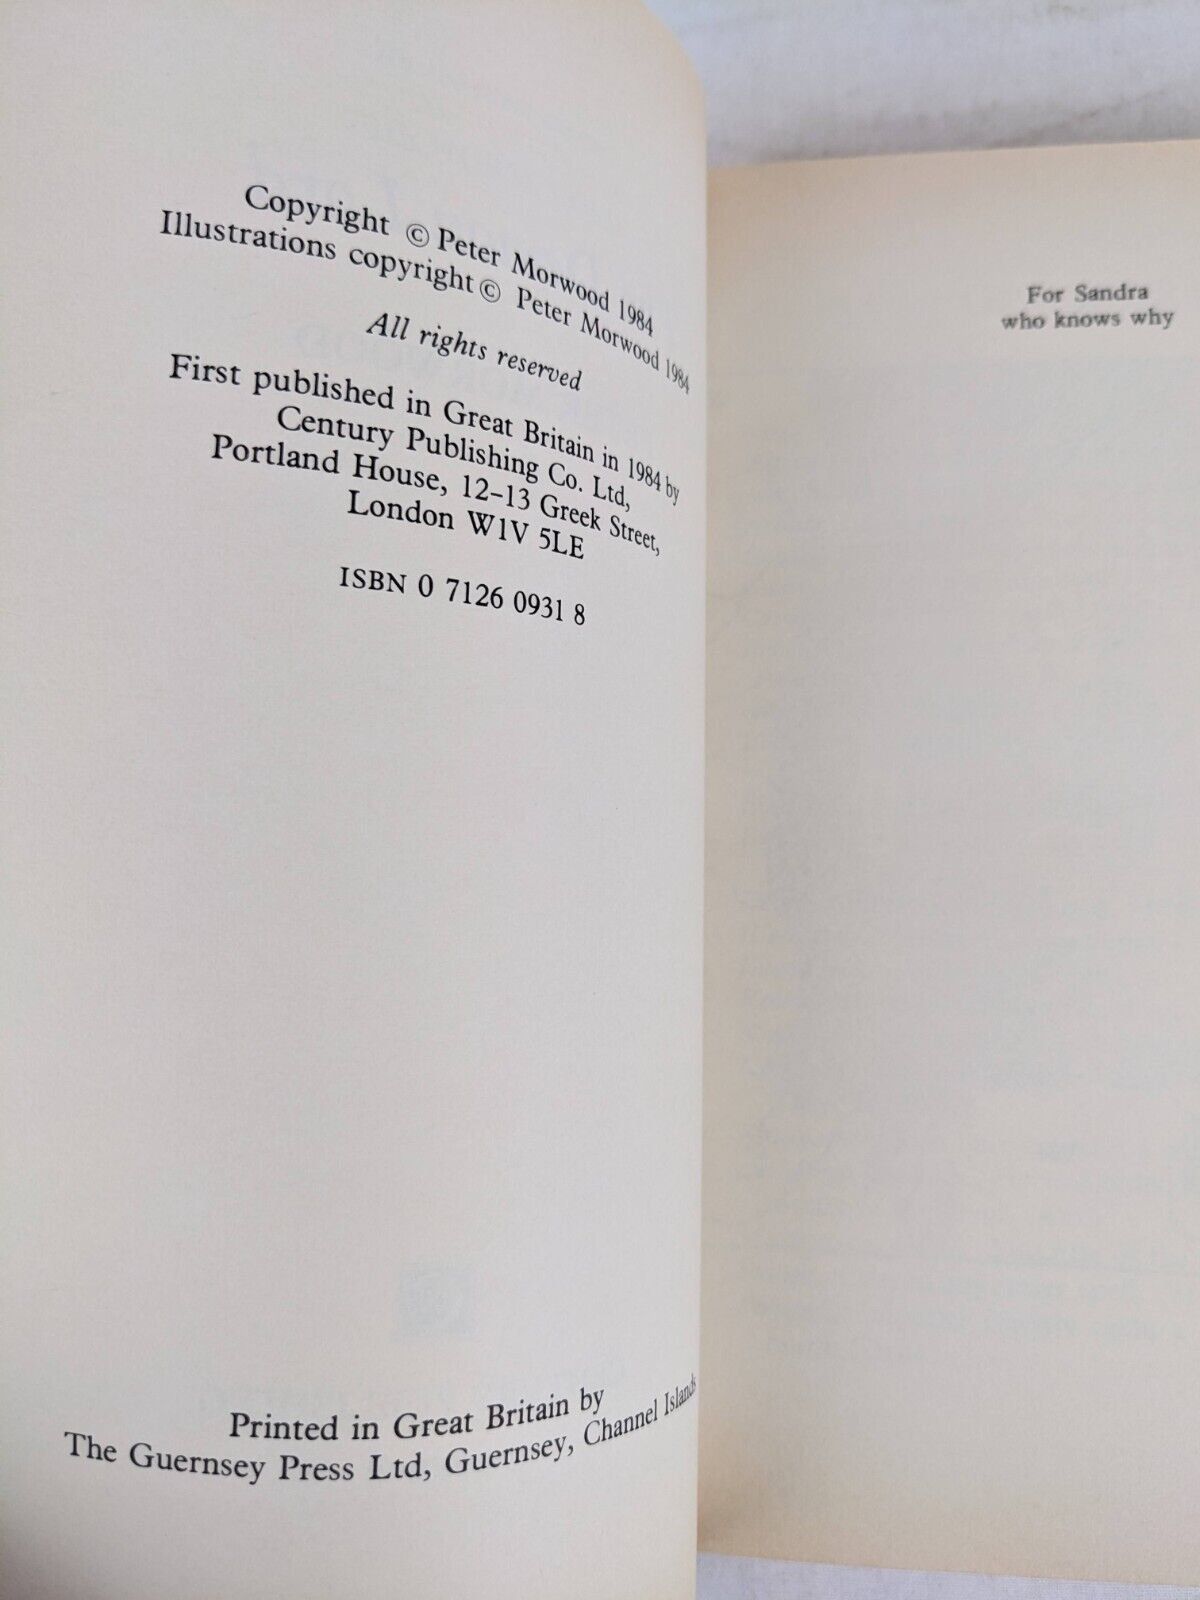 Copyright © Peter Morwood 1984
Illustrations copyright © Peter Morwood 1984
All rights reserved
First published in Great Britain in 1984 by
Century Publishing Co. Ltd,
Portland House, 12–13 Greek Street,
London W1V 5LE
ISBN 0 7126 0931 8
Printed in Great Britain by
The Guernsey Press Ltd, Guernsey, Channel Islands
For Sandra
who knows why